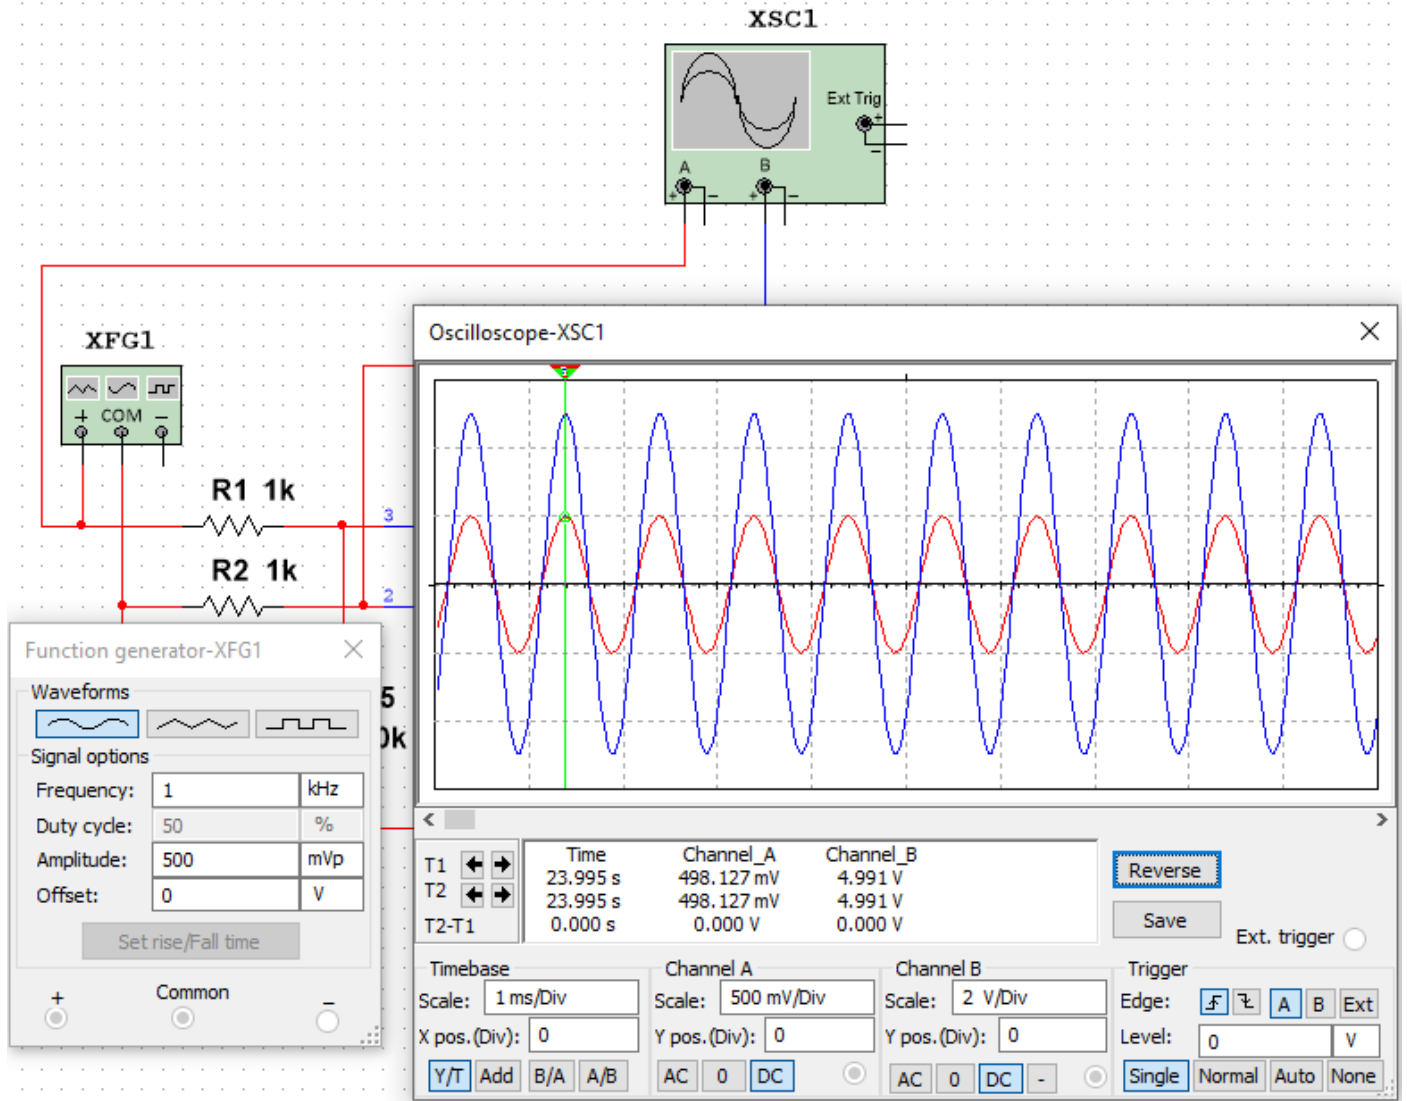 XSC1
Ext Trig
+
−
A
B
+ − + −
XFG1
+ COM −
R1 1k
3
R2 1k
2
5
0k
Oscilloscope-XSC1
Function generator-XFG1
Waveforms
Signal options
Frequency: 1 kHz
Duty cycle: 50 %
Amplitude: 500 mVp
Offset: 0 V
Set rise/Fall time
+ Common −
Time Channel_A Channel_B
T1 23.995 s 498.127 mV 4.991 V
T2 23.995 s 498.127 mV 4.991 V
T2-T1 0.000 s 0.000 V 0.000 V
Reverse
Save
Ext. trigger
Timebase
Scale: 1 ms/Div
X pos.(Div): 0
Y/T Add B/A A/B
Channel A
Scale: 500 mV/Div
Y pos.(Div): 0
AC 0 DC
Channel B
Scale: 2 V/Div
Y pos.(Div): 0
AC 0 DC -
Trigger
Edge: A B Ext
Level: 0 V
Single Normal Auto None